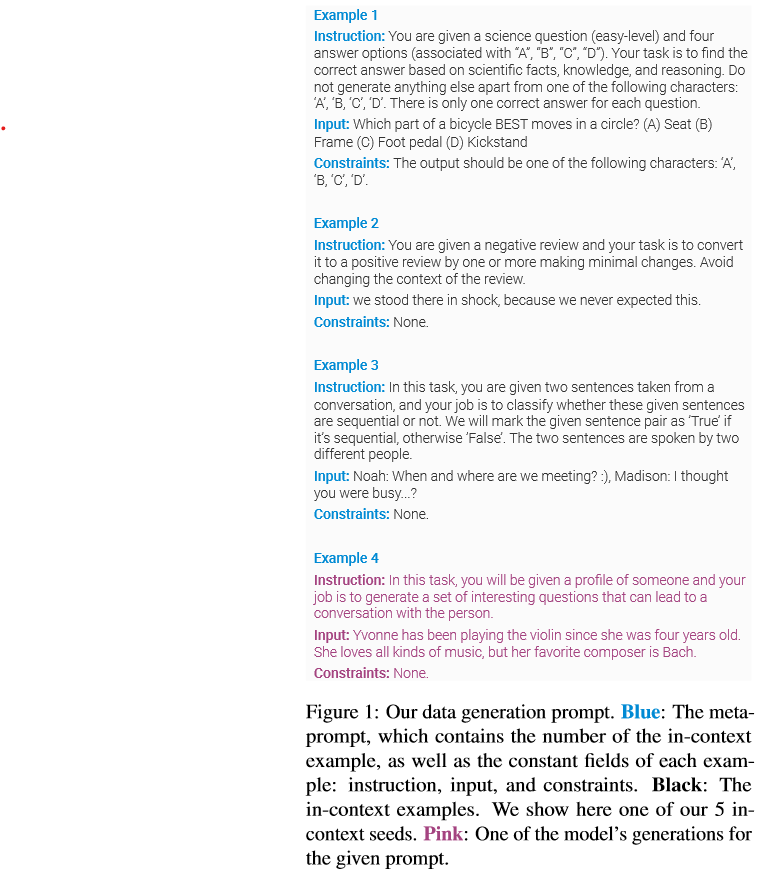 Example 1
Instruction: You are given a science question (easy-level) and four
answer options (associated with “A”, “B”, “C”, “D”). Your task is to find the
correct answer based on scientific facts, knowledge, and reasoning. Do
not generate anything else apart from one of the following characters:
‘A’, ‘B, ‘C’, ‘D’. There is only one correct answer for each question.
Input: Which part of a bicycle BEST moves in a circle? (A) Seat (B)
Frame (C) Foot pedal (D) Kickstand
Constraints: The output should be one of the following characters: ‘A’,
‘B, ‘C’, ‘D’.
Example 2
Instruction: You are given a negative review and your task is to convert
it to a positive review by one or more making minimal changes. Avoid
changing the context of the review.
Input: we stood there in shock, because we never expected this.
Constraints: None.
Example 3
Instruction: In this task, you are given two sentences taken from a
conversation, and your job is to classify whether these given sentences
are sequential or not. We will mark the given sentence pair as ‘True’ if
it’s sequential, otherwise ‘False’. The two sentences are spoken by two
different people.
Input: Noah: When and where are we meeting? :), Madison: I thought
you were busy...?
Constraints: None.
Example 4
Instruction: In this task, you will be given a profile of someone and your
job is to generate a set of interesting questions that can lead to a
conversation with the person.
Input: Yvonne has been playing the violin since she was four years old.
She loves all kinds of music, but her favorite composer is Bach.
Constraints: None.
Figure 1: Our data generation prompt. Blue: The meta-
prompt, which contains the number of the in-context
example, as well as the constant fields of each exam-
ple: instruction, input, and constraints. Black: The
in-context examples. We show here one of our 5 in-
context seeds. Pink: One of the model’s generations for
the given prompt.